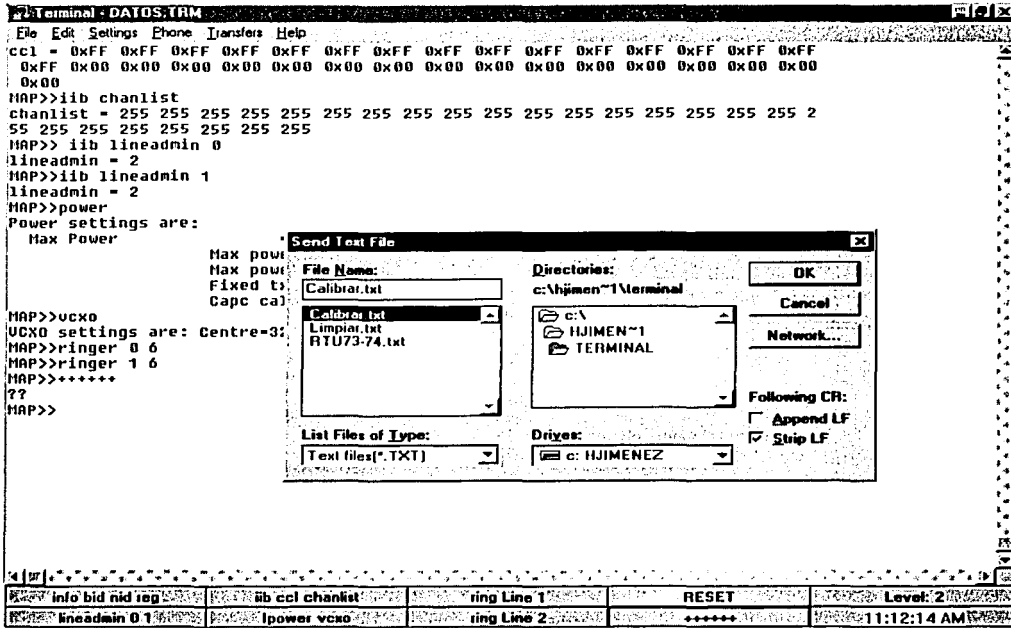 Terminal - DATOS.TRM
File Edit Settings Phone Transfers Help
ccl = 0xFF 0xFF 0xFF 0xFF 0xFF 0xFF 0xFF 0xFF 0xFF 0xFF 0xFF 0xFF 0xFF 0xFF 0xFF
0xFF 0x00 0x00 0x00 0x00 0x00 0x00 0x00 0x00 0x00 0x00 0x00 0x00 0x00 0x00 0x00
0x00
MAP>>iib chanlist
chanlist = 255 255 255 255 255 255 255 255 255 255 255 255 255 255 255 255 255 2
55 255 255 255 255 255 255 255
MAP>> iib lineadmin 0
lineadmin = 2
MAP>>iib lineadmin 1
lineadmin = 2
MAP>>power
Power settings are:
Max Power
Max powe
Max powe
Fixed ts
Capc cal
MAP>>vcxo
VCXO settings are: Centre=32
MAP>>ringer 0 6
MAP>>ringer 1 6
MAP>>++++++
??
MAP>>
Send Text File
File Name:
Calibrar.txt
Calibrar.txt
Limpiar.txt
RTU73-74.txt
List Files of Type:
Text files(*.TXT)
Directories:
c:\hjimen~1\terminal
c:\
HJIMEN~1
TERMINAL
Drives:
c: HJIMENEZ
OK
Cancel
Network...
Following CR:
Append LF
Strip LF
info bid nid reg iib ccl chanlist ring Line 1 RESET Level: 2
lineadmin 0 1 lpower vcxo ring Line 2 ++++++ 11:12:14 AM